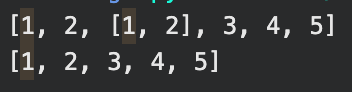 [1, 2, [1, 2], 3, 4, 5]
[1, 2, 3, 4, 5]